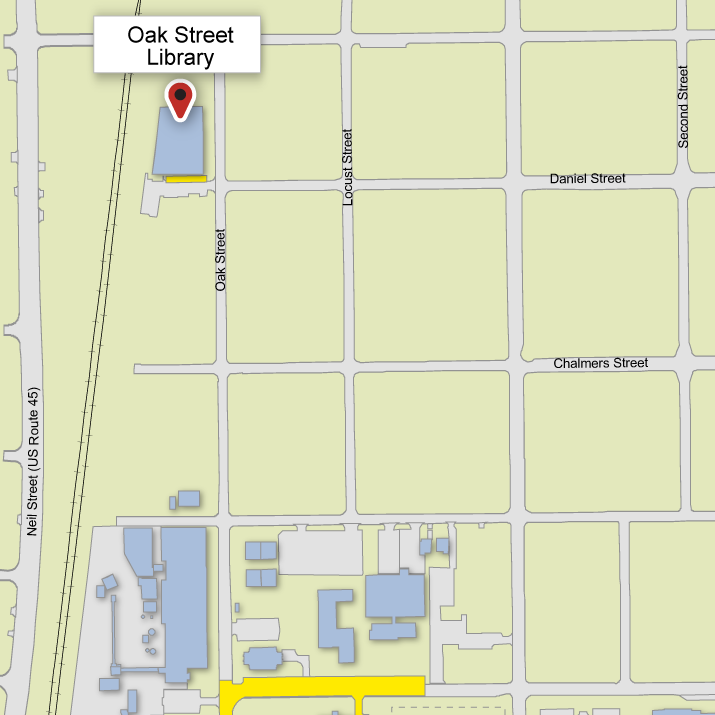 Oak Street
Library
Second Street
Locust Street
Daniel Street
Oak Street
Chalmers Street
Neil Street (US Route 45)